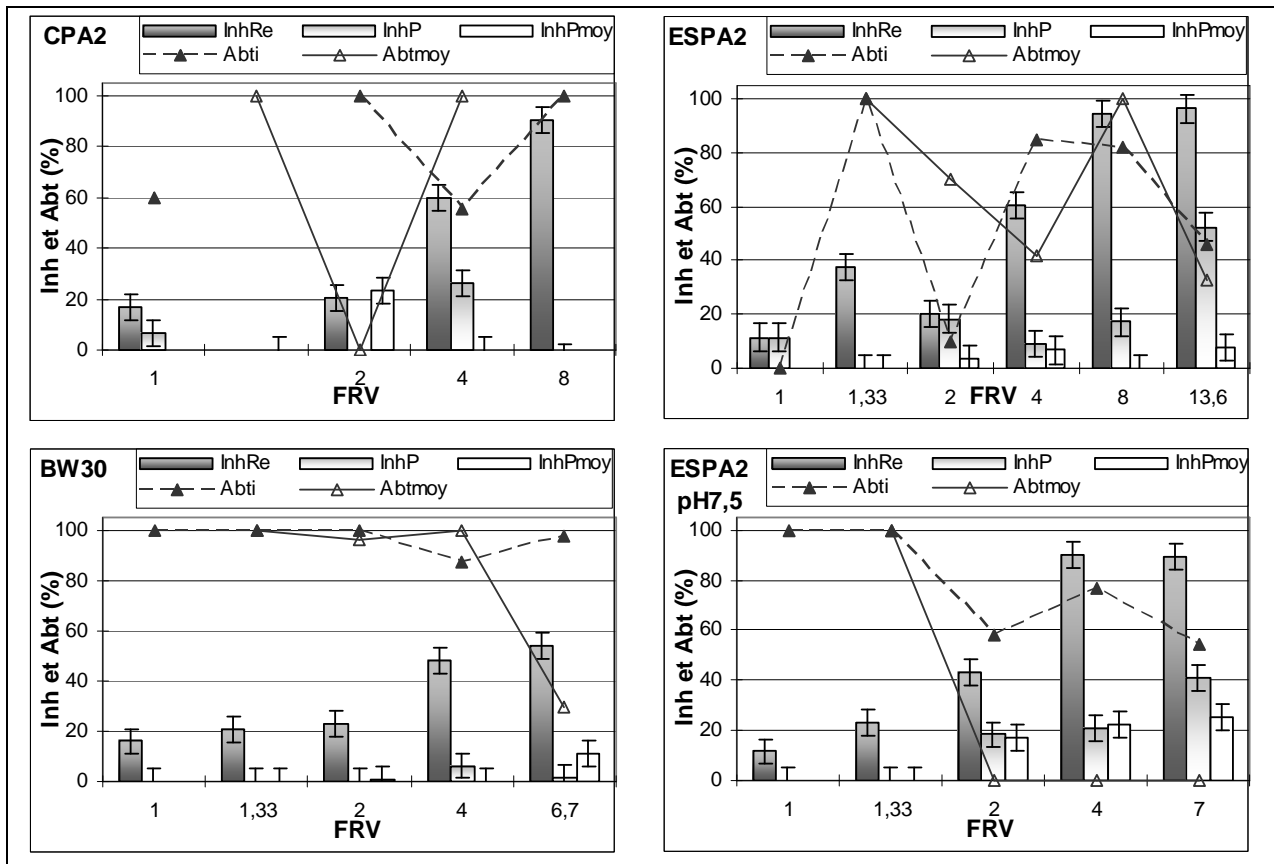 CPA2
InhRe InhP InhPmoy
Abti Abtmoy
Inh et Abt (%)
100
80
60
40
20
0
1 2 4 8
FRV
ESPA2
InhRe InhP InhPmoy
Abti Abtmoy
Inh et Abt (%)
100
80
60
40
20
0
1 1,33 2 4 8 13,6
FRV
BW30
InhRe InhP InhPmoy
Abti Abtmoy
Inh et Abt (%)
100
80
60
40
20
0
1 1,33 2 4 6,7
FRV
ESPA2
pH7,5
InhRe InhP InhPmoy
Abti Abtmoy
Inh et Abt (%)
100
80
60
40
20
0
1 1,33 2 4 7
FRV